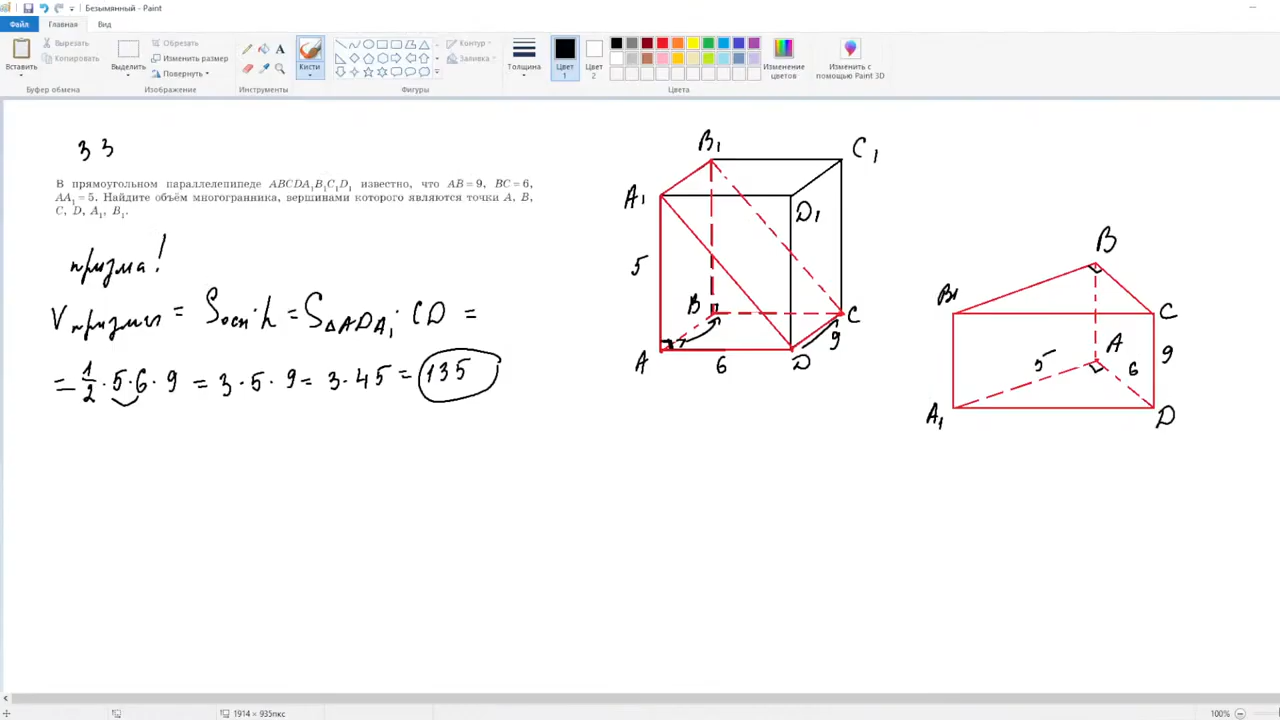 Безымянный - Paint
Файл Главная Вид
Вставить
Вырезать
Копировать
Буфер обмена
Выделить
Обрезать
Изменить размер
Повернуть
Изображение
A
Инструменты
Кисти
Контур
Заливка
Фигуры
Толщина
Цвет 1
Цвет 2
Изменение цветов
Изменить с помощью Paint 3D
Цвета
33
В прямоугольном параллелепипеде ABCDA₁B₁C₁D₁ известно, что AB = 9, BC = 6,
AA₁ = 5. Найдите объём многогранника, вершинами которого являются точки A, B,
C, D, A₁, B₁.
призма!
V призмы = Sосн · h = S△ADA₁ · CD =
= 1/2 · 5 · 6 · 9 = 3 · 5 · 9 = 3 · 45 = 135
B₁
C₁
A₁
D₁
5
B
C
9
A
6
D
B
B₁
C
A
5
6
9
A₁
D
1914 × 935пкс
100%